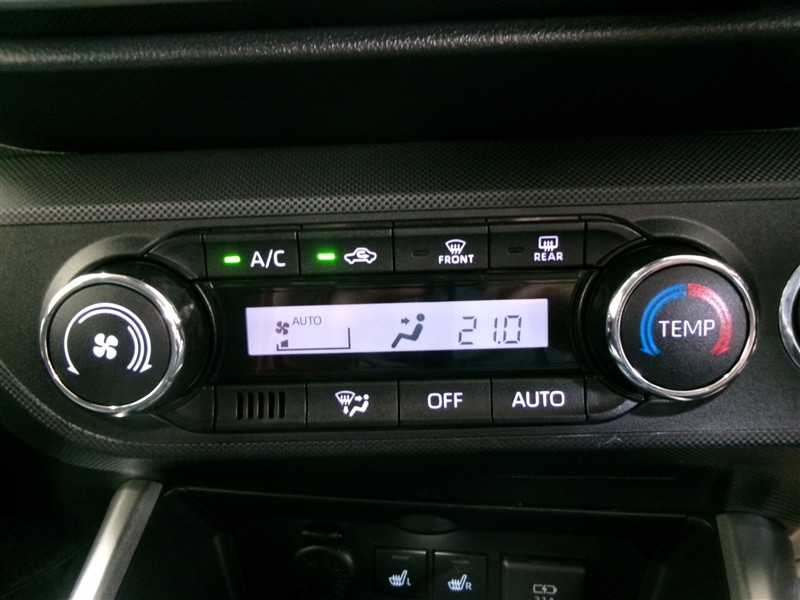 A/C
FRONT
REAR
AUTO
21.0
TEMP
OFF
AUTO
L
R